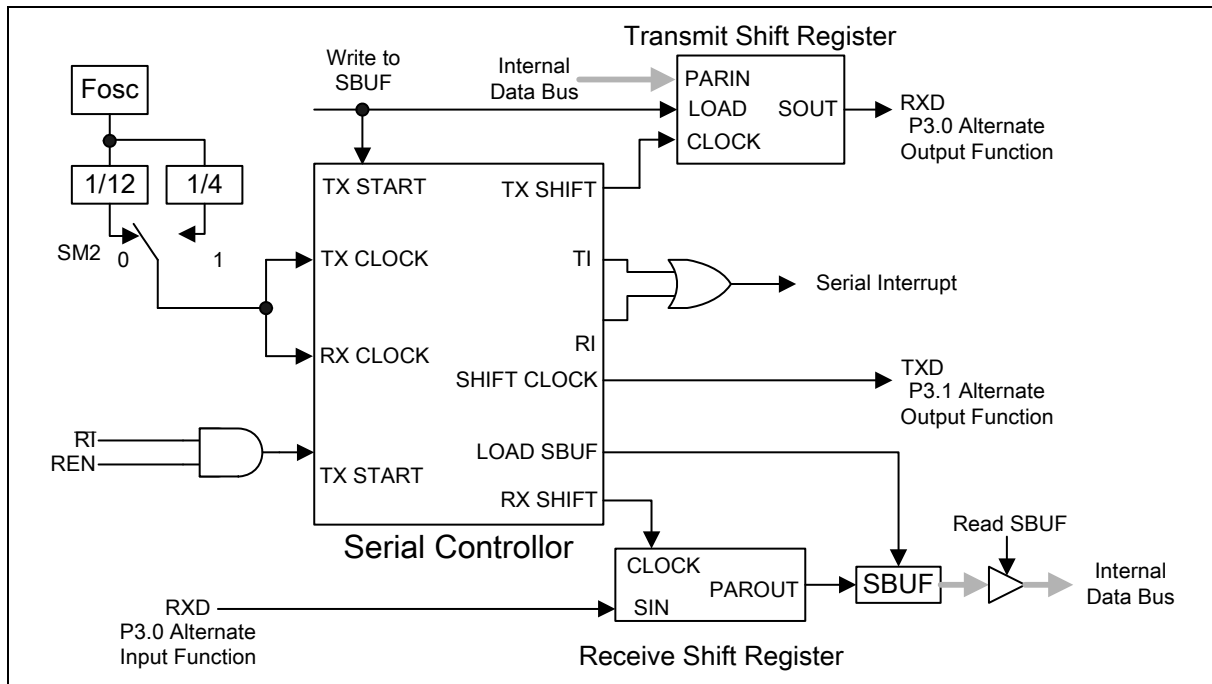 Transmit Shift Register
Write to
SBUF
Internal
Data Bus
PARIN
LOAD
CLOCK
SOUT
RXD
P3.0 Alternate
Output Function
Fosc
1/12
1/4
SM2
0
1
TX START
TX SHIFT
TX CLOCK
TI
Serial Interrupt
RX CLOCK
RI
SHIFT CLOCK
TXD
P3.1 Alternate
Output Function
RI
REN
TX START
LOAD SBUF
RX SHIFT
Serial Controllor
Read SBUF
CLOCK
PAROUT
SIN
SBUF
Internal
Data Bus
RXD
P3.0 Alternate
Input Function
Receive Shift Register